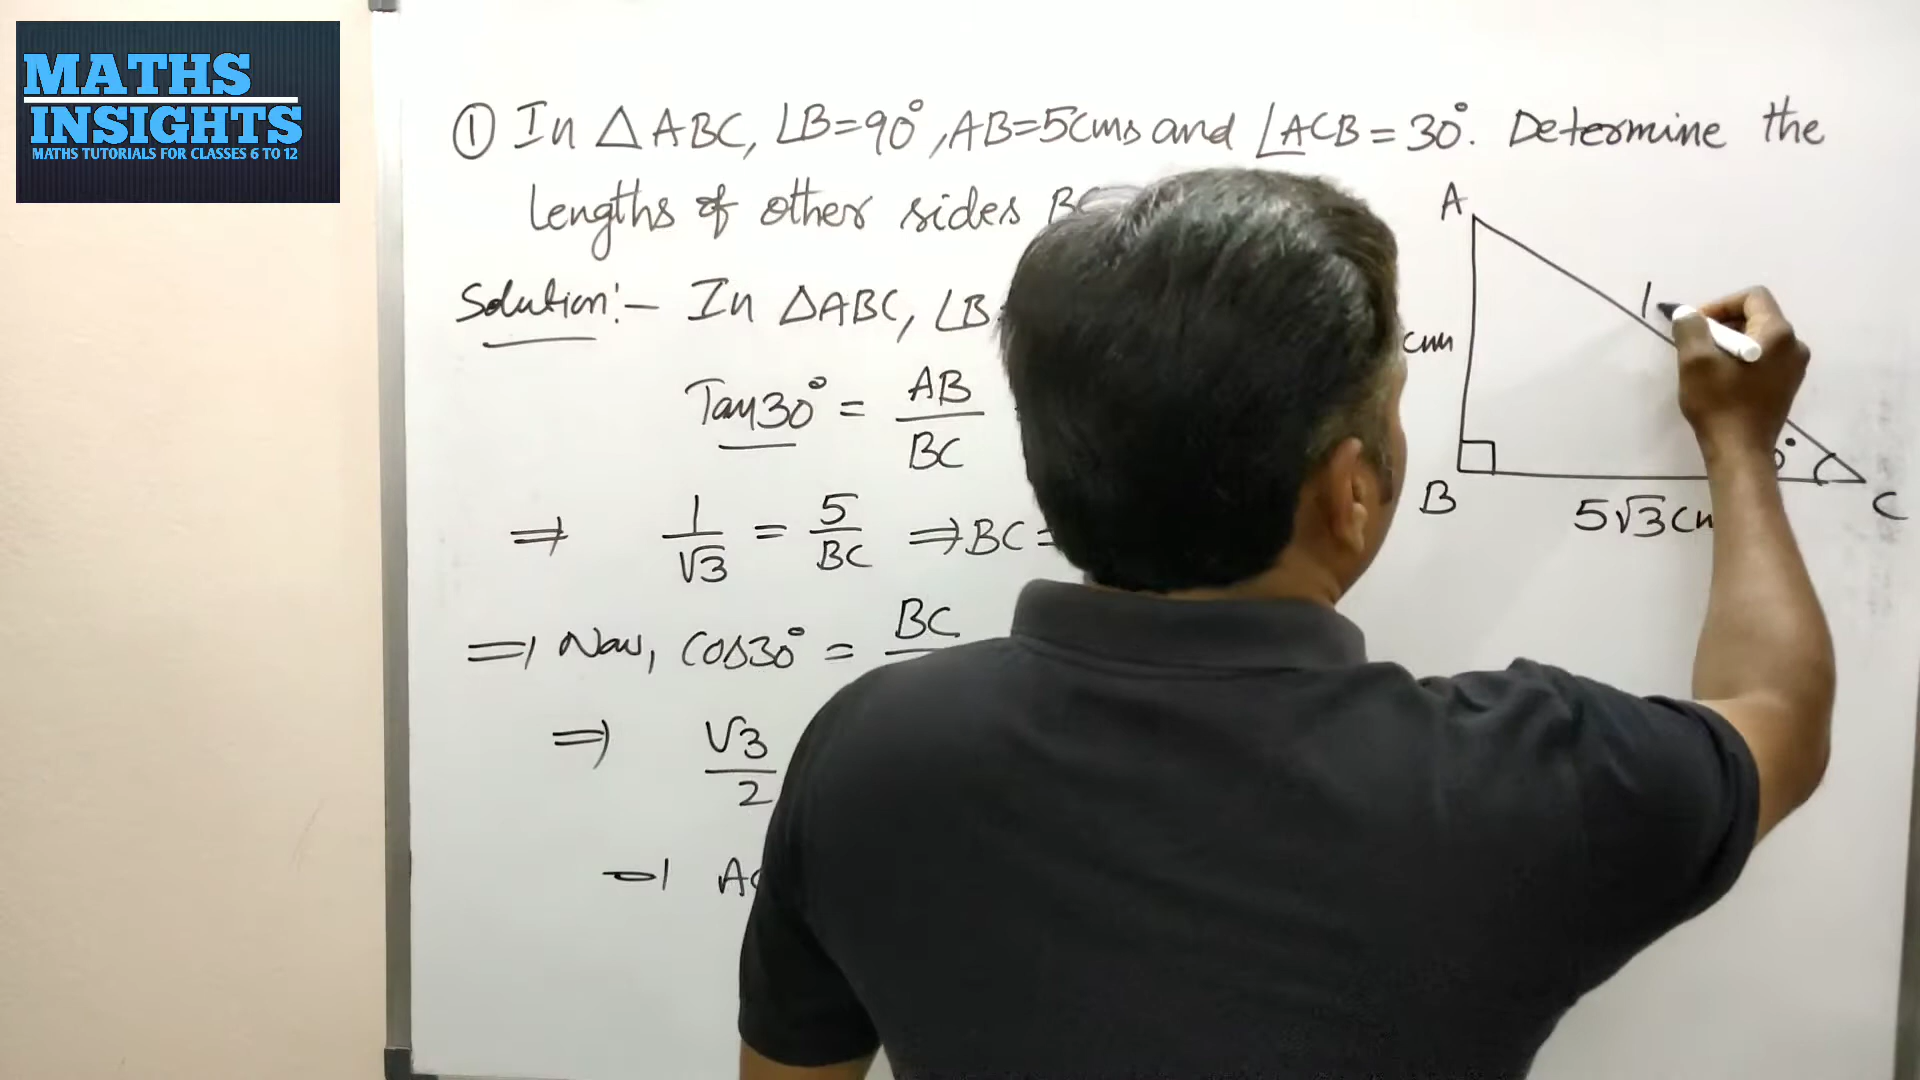 MATHS
INSIGHTS
MATHS TUTORIALS FOR CLASSES 6 TO 12
① In △ABC, ∠B=90°, AB=5cms and ∠ACB=30°. Determine the
lengths of other sides
Solution:- In △ABC, ∠B
Tan30° = AB/BC
⇒ 1/√3 = 5/BC ⇒ BC =
⇒ Now, Cos30° = BC
⇒ √3/2
⇒
A
cm
B
5√3
C